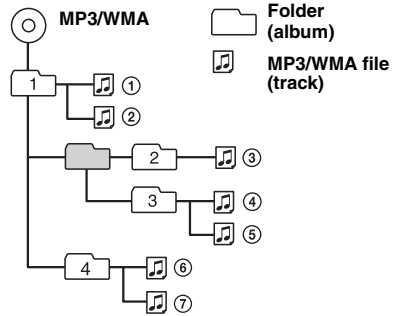 MP3/WMA
Folder
(album)
MP3/WMA file
(track)
1
①
②
2
③
3
④
⑤
4
⑥
⑦